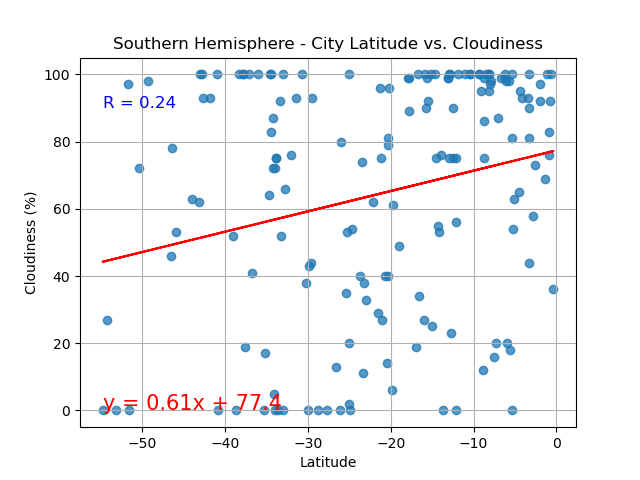 Southern Hemisphere - City Latitude vs. Cloudiness
100
R = 0.24
80
60
Cloudiness (%)
40
20
y = 0.61x + 77.4
0
−50 −40 −30 −20 −10 0
Latitude